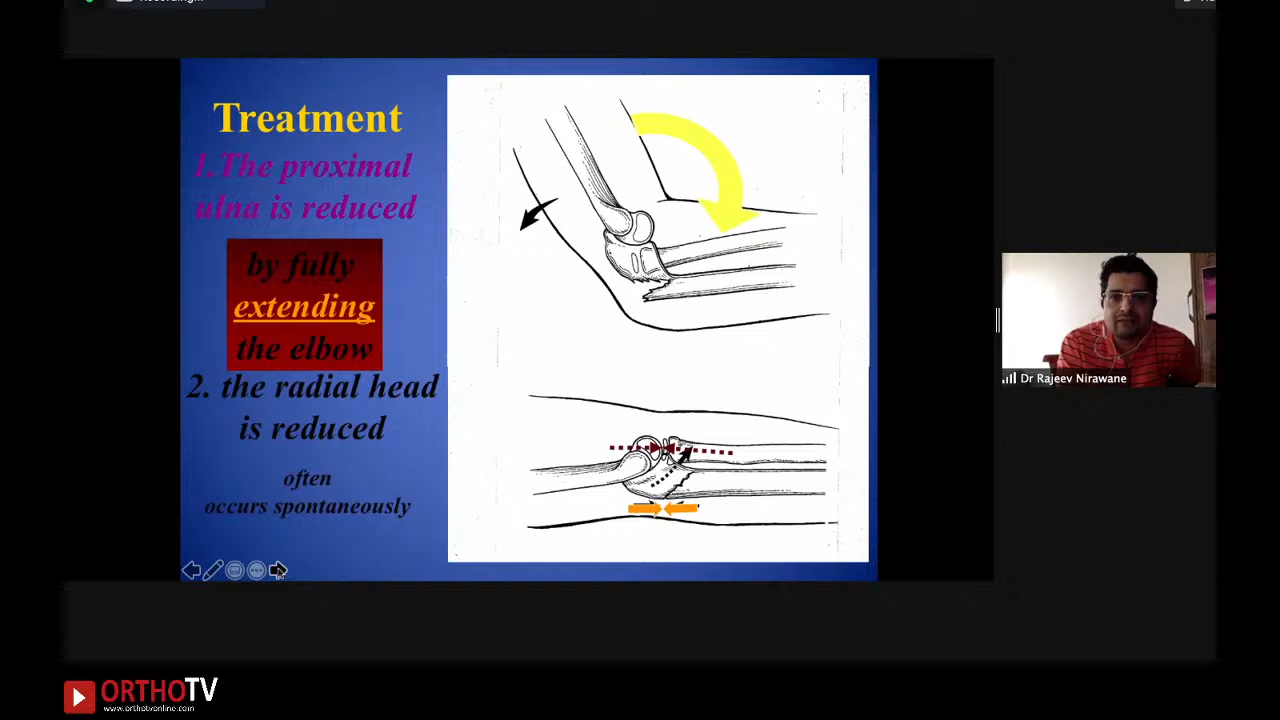 Treatment
1.The proximal
ulna is reduced
by fully
extending
the elbow
2. the radial head
is reduced
often
occurs spontaneously
Dr Rajeev Nirawane
ORTHOTV
www.orthotvonline.com